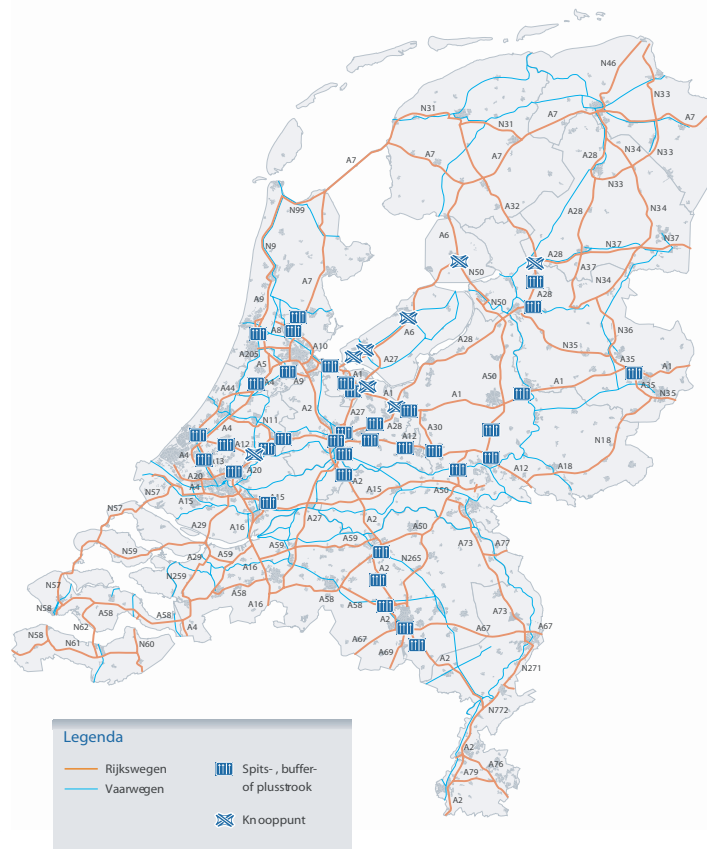 N46
N33
N31
A7
A7
N31
A7
N34
N33
A7
A28
A7
N33
A28
N34
N99
A32
A6
N9
N37
N37
A28
A37
N50
N34
A7
A28
A9
N50
A8
A6
N36
A10
A28
N35
A205
A27
A35
A1
A5
A1
A4
A9
A50
A1
A35
A44
A1
A1
N35
A2
N11
A27
A4
A28
A30
A12
A12
N18
A4
A13
A20
A20
A12
A18
A4
N57
A2
A15
A50
A15
A15
N57
A29
A16
A27
A2
A50
A59
A73
A77
N59
A29
A59
A59
N265
A16
A2
N259
N57
A58
A58
A16
A58
N58
A58
A58
A73
N62
A4
A2
A67
A67
N58
N61
N60
A67
A69
A2
N271
N772
A2
A76
A79
A2
Legenda
Rijkswegen
Vaarwegen
Spits- , buffer-
of plusstrook
Knooppunt